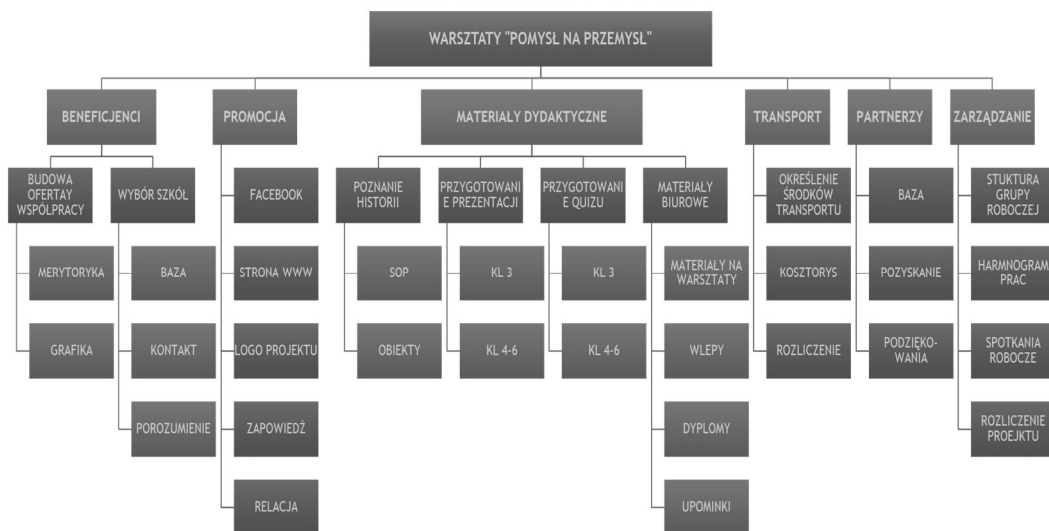 WARSZTATY "POMYSŁ NA PRZEMYSŁ"
BENEFICJENCI
PROMOCJA
MATERIAŁY DYDAKTYCZNE
TRANSPORT
PARTNERZY
ZARZĄDZANIE
BUDOWA
OFERTAY
WSPÓŁPRACY
WYBÓR SZKÓŁ
FACEBOOK
POZNANIE
HISTORII
PRZYGOTOWANI
E PREZENTACJI
PRZYGOTOWANI
E QUIZU
MATERIAŁY
BIUROWE
OKREŚLENIE
ŚRODKÓW
TRANSPORTU
BAZA
STUKTURA
GRUPY
ROBOCZEJ
MERYTORYKA
BAZA
STRONA WWW
SOP
KL 3
KL 3
MATERIAŁY NA
WARSZTATY
KOSZTORYS
POZYSKANIE
HARMNOGRAM
PRAC
GRAFIKA
KONTAKT
LOGO PROJEKTU
OBIEKTY
KL 4-6
KL 4-6
WLEPY
ROZLICZENIE
PODZIĘKO-
WANIA
SPOTKANIA
ROBOCZE
POROZUMIENIE
ZAPOWIEDŹ
DYPLOMY
ROZLICZENIE
PROEJKTU
RELACJA
UPOMINKI